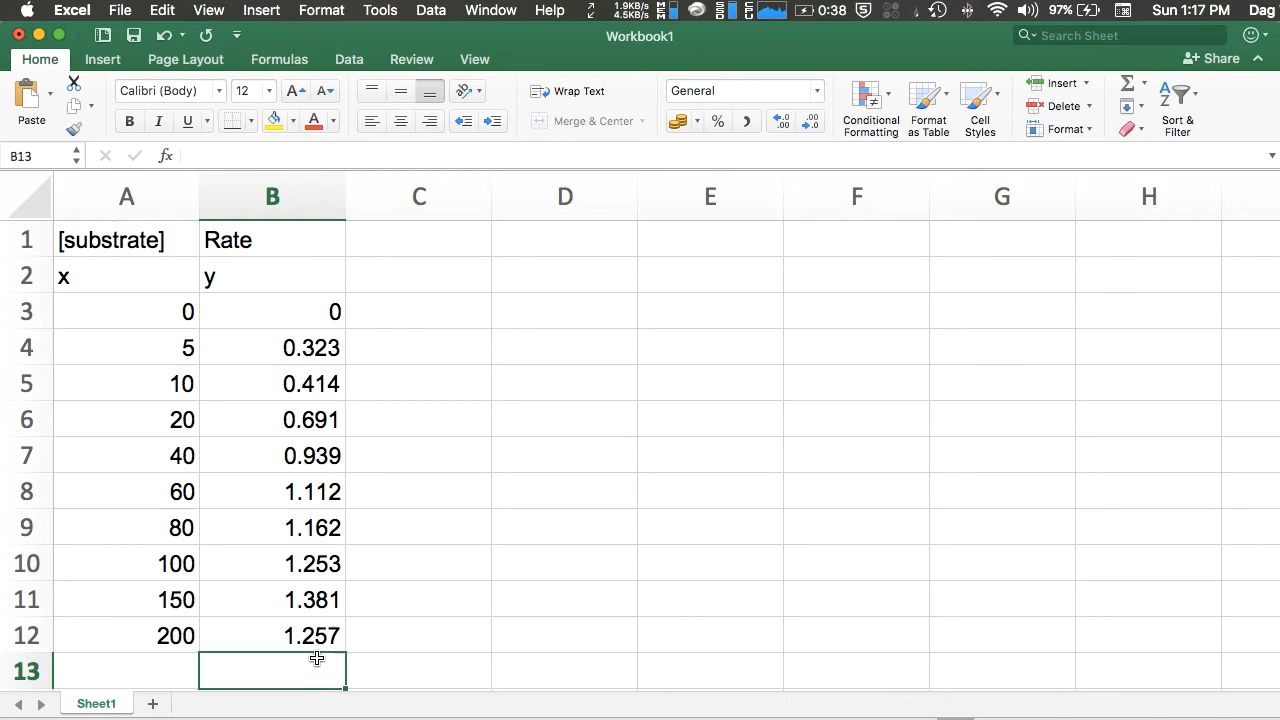 Excel File Edit View Insert Format Tools Data Window Help 1.9KB/s 4.5KB/s 0:38 97% Sun 1:17 PM Dag
Workbook1
Search Sheet
Home Insert Page Layout Formulas Data Review View
Share
Paste
Calibri (Body) 12
B I U
A
Wrap Text
Merge & Center
General
%
Conditional Formatting
Format as Table
Cell Styles
Insert
Delete
Format
Sort & Filter
B13 fx
A B C D E F G H
1 [substrate] Rate
2 x y
3 0 0
4 5 0.323
5 10 0.414
6 20 0.691
7 40 0.939
8 60 1.112
9 80 1.162
10 100 1.253
11 150 1.381
12 200 1.257
13
Sheet1